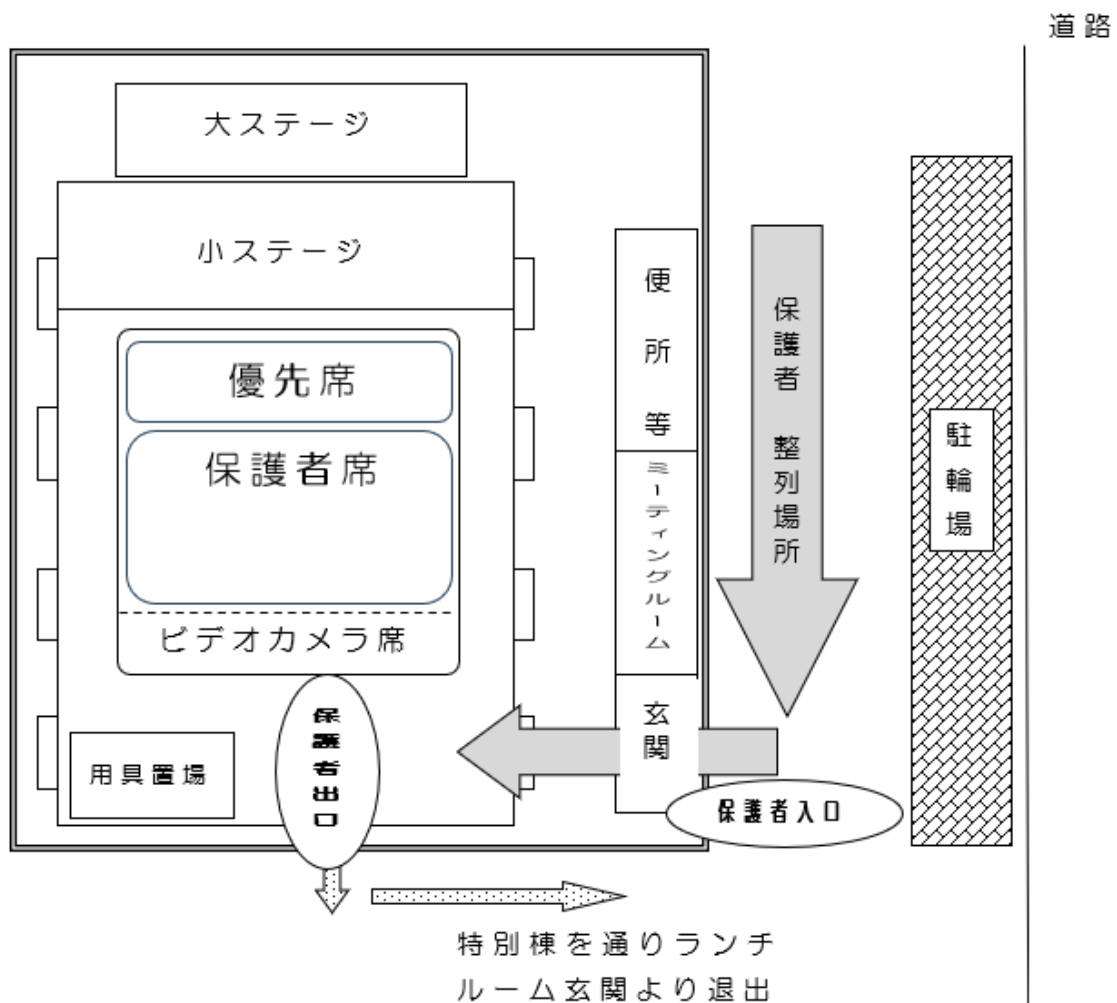 道路
大ステージ
小ステージ
優先席
保護者席
ビデオカメラ席
便所等
ミーティングルーム
玄関
保護者 整列場所
駐輪場
用具置場
保護者出口
保護者入口
特別棟を通りランチ
ルーム玄関より退出